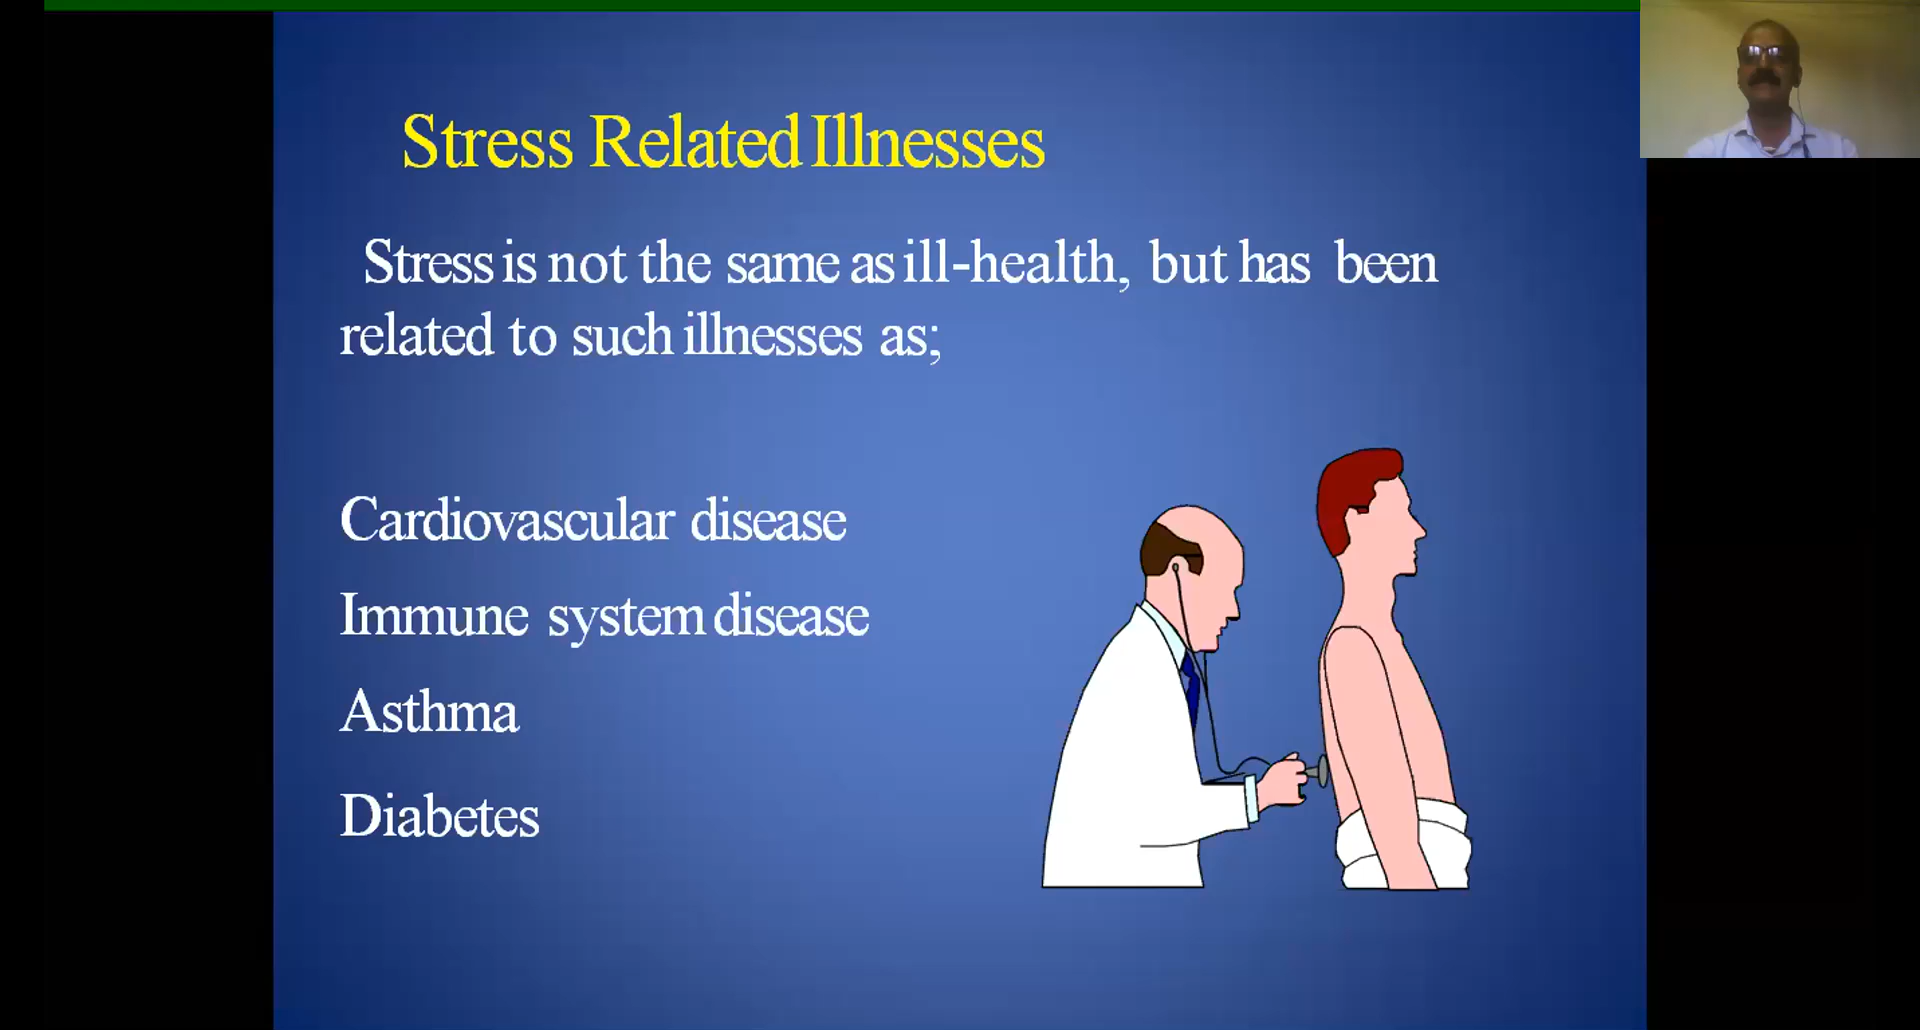 Stress Related Illnesses
Stress is not the same as ill-health, but has been
related to such illnesses as;
Cardiovascular disease
Immune system disease
Asthma
Diabetes